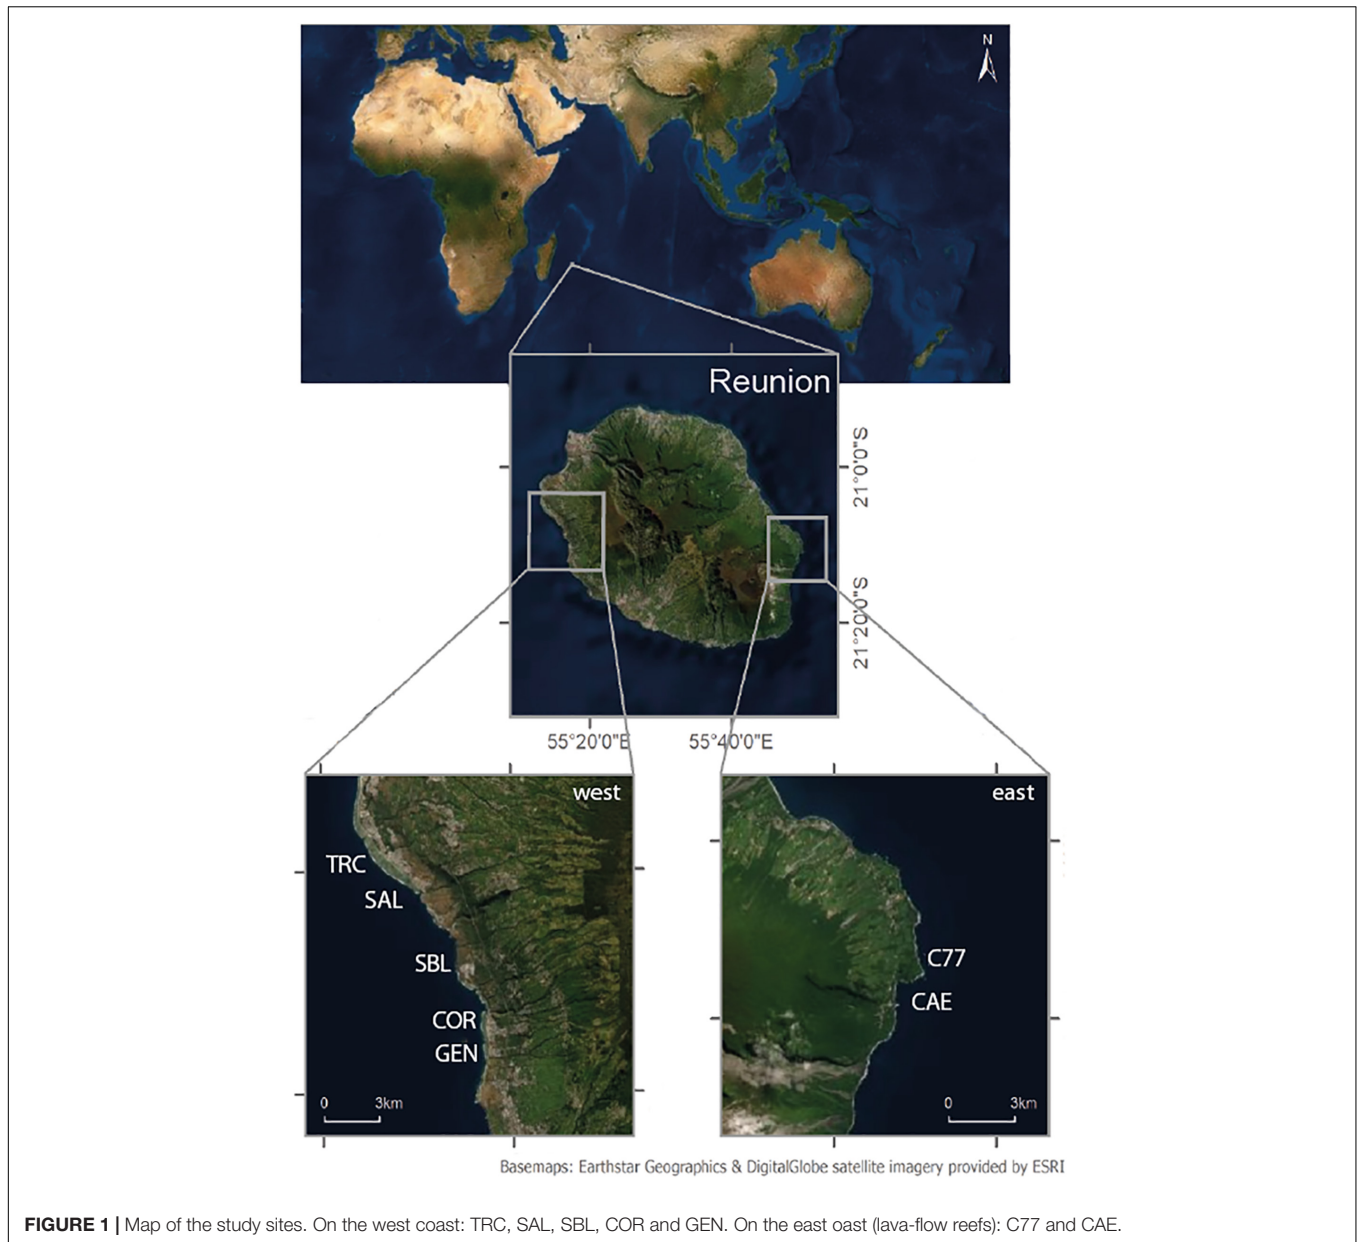 N
Reunion
21°0'0"S
21°20'0"S
55°20'0"E
55°40'0"E
west
TRC
SAL
SBL
COR
GEN
0 3km
east
C77
CAE
0 3km
Basemaps: Earthstar Geographics & DigitalGlobe satellite imagery provided by ESRI
FIGURE 1 | Map of the study sites. On the west coast: TRC, SAL, SBL, COR and GEN. On the east oast (lava-flow reefs): C77 and CAE.